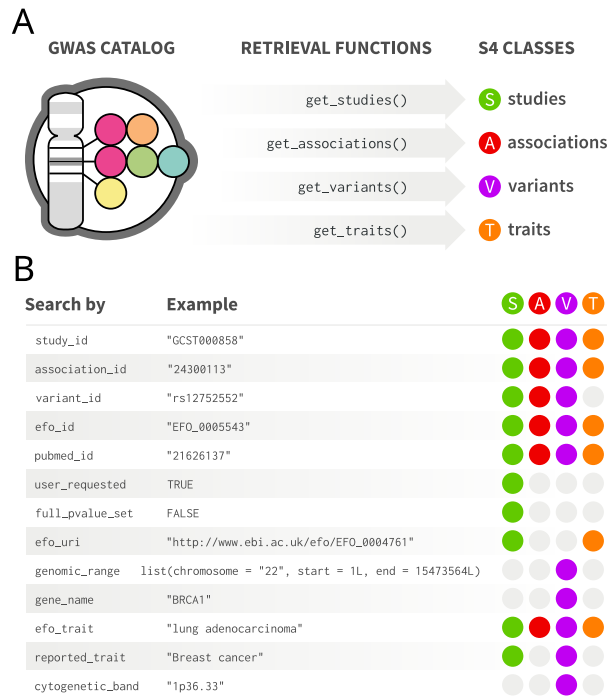 A
GWAS CATALOG RETRIEVAL FUNCTIONS S4 CLASSES
get_studies() S studies
get_associations() A associations
get_variants() V variants
get_traits() T traits
B
Search by Example S A V T
study_id "GCST000858"
association_id "24300113"
variant_id "rs12752552"
efo_id "EFO_0005543"
pubmed_id "21626137"
user_requested TRUE
full_pvalue_set FALSE
efo_uri "http://www.ebi.ac.uk/efo/EFO_0004761"
genomic_range list(chromosome = "22", start = 1L, end = 15473564L)
gene_name "BRCA1"
efo_trait "lung adenocarcinoma"
reported_trait "Breast cancer"
cytogenetic_band "1p36.33"